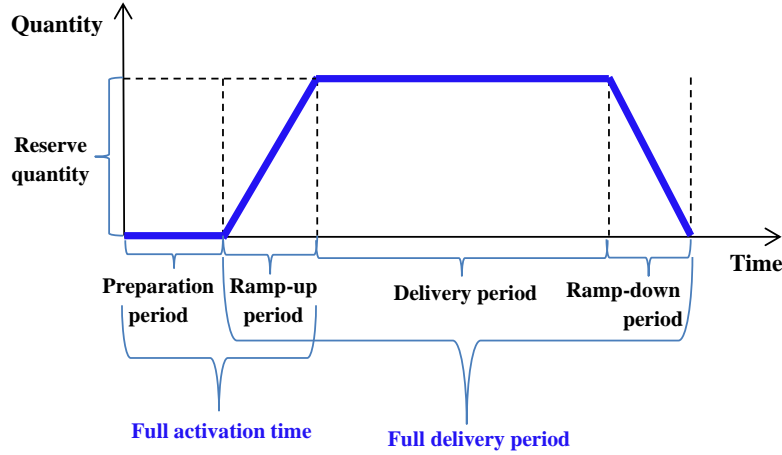 Quantity
Reserve
quantity
Time
Preparation
period
Ramp-up
period
Delivery period
Ramp-down
period
Full activation time
Full delivery period